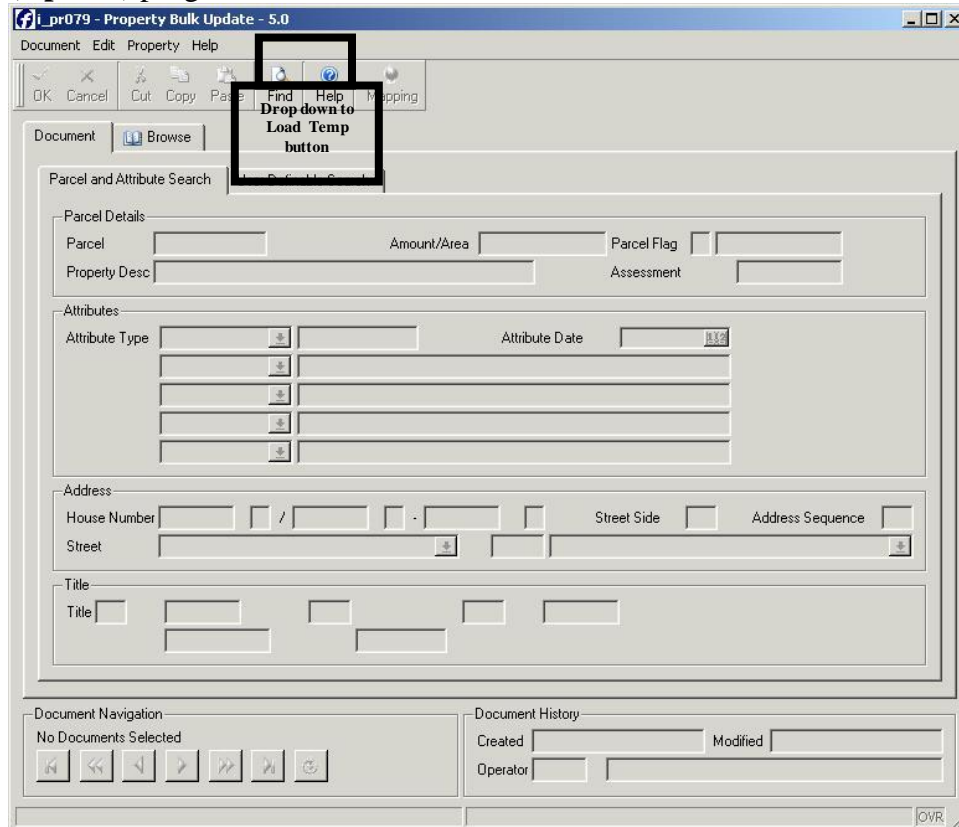 i_pr079 - Property Bulk Update - 5.0
Document Edit Property Help
OK Cancel Cut Copy Paste Find Help Mapping
Drop down to
Load Temp
button
Document Browse
Parcel and Attribute Search
Parcel Details
Parcel Amount/Area Parcel Flag
Property Desc Assessment
Attributes
Attribute Type Attribute Date
Address
House Number / - Street Side Address Sequence
Street
Title
Title
Document Navigation Document History
No Documents Selected Created Modified
Operator
OVR